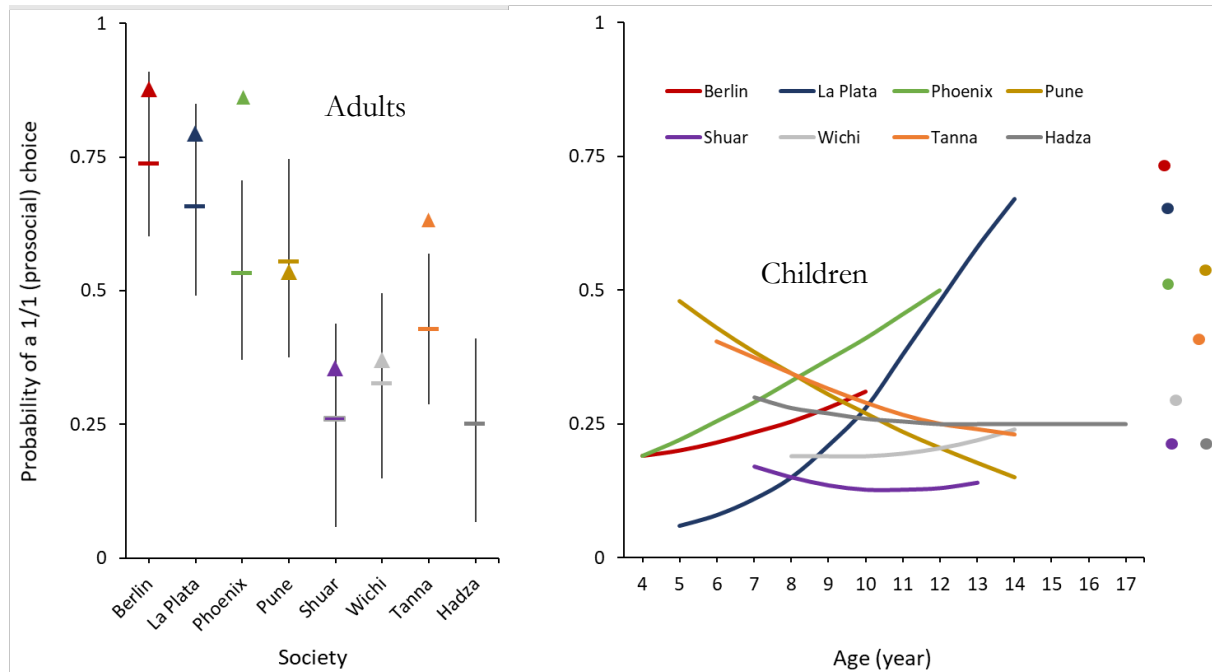 Probability of a 1/1 (prosocial) choice
1
0.75
0.5
0.25
0
Adults
Berlin
La Plata
Phoenix
Pune
Shuar
Wichi
Tanna
Hadza
Society
1
0.75
0.5
0.25
0
Berlin La Plata Phoenix Pune
Shuar Wichi Tanna Hadza
Children
4 5 6 7 8 9 10 11 12 13 14 15 16 17
Age (year)